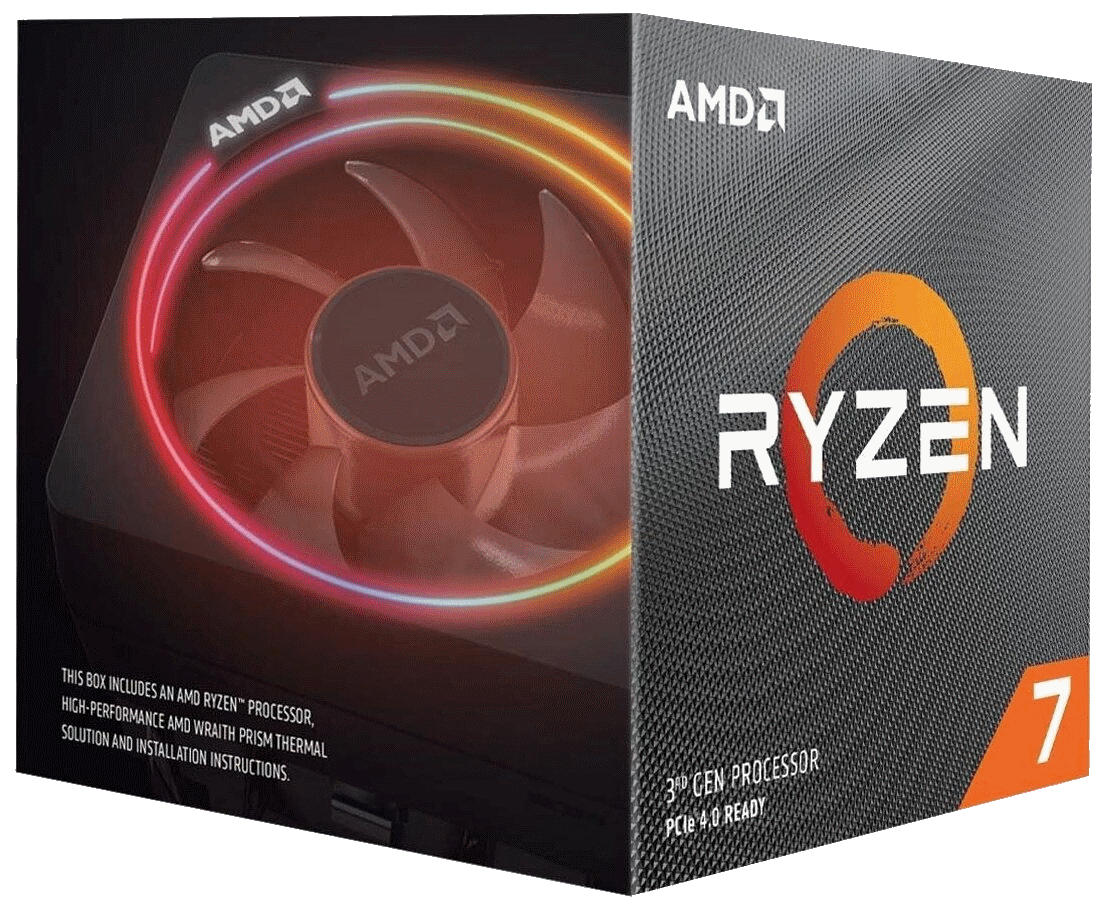 AMD
AMD
THIS BOX INCLUDES AN AMD RYZEN™ PROCESSOR,
HIGH-PERFORMANCE AMD WRAITH PRISM THERMAL
SOLUTION AND INSTALLATION INSTRUCTIONS.
AMD
RYZEN
7
3RD GEN PROCESSOR
PCIe 4.0 READY